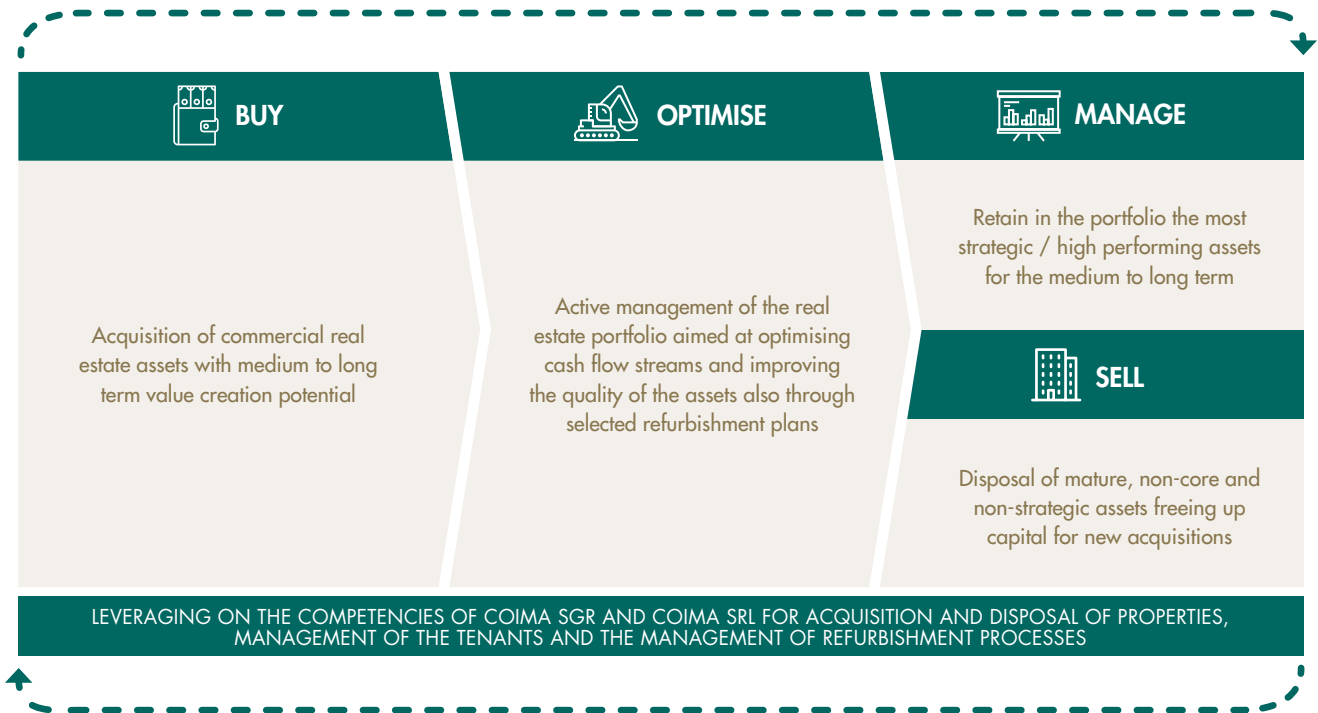 BUY
Acquisition of commercial real
estate assets with medium to long
term value creation potential
OPTIMISE
Active management of the real
estate portfolio aimed at optimising
cash flow streams and improving
the quality of the assets also through
selected refurbishment plans
MANAGE
Retain in the portfolio the most
strategic / high performing assets
for the medium to long term
SELL
Disposal of mature, non-core and
non-strategic assets freeing up
capital for new acquisitions
LEVERAGING ON THE COMPETENCIES OF COIMA SGR AND COIMA SRL FOR ACQUISITION AND DISPOSAL OF PROPERTIES,
MANAGEMENT OF THE TENANTS AND THE MANAGEMENT OF REFURBISHMENT PROCESSES